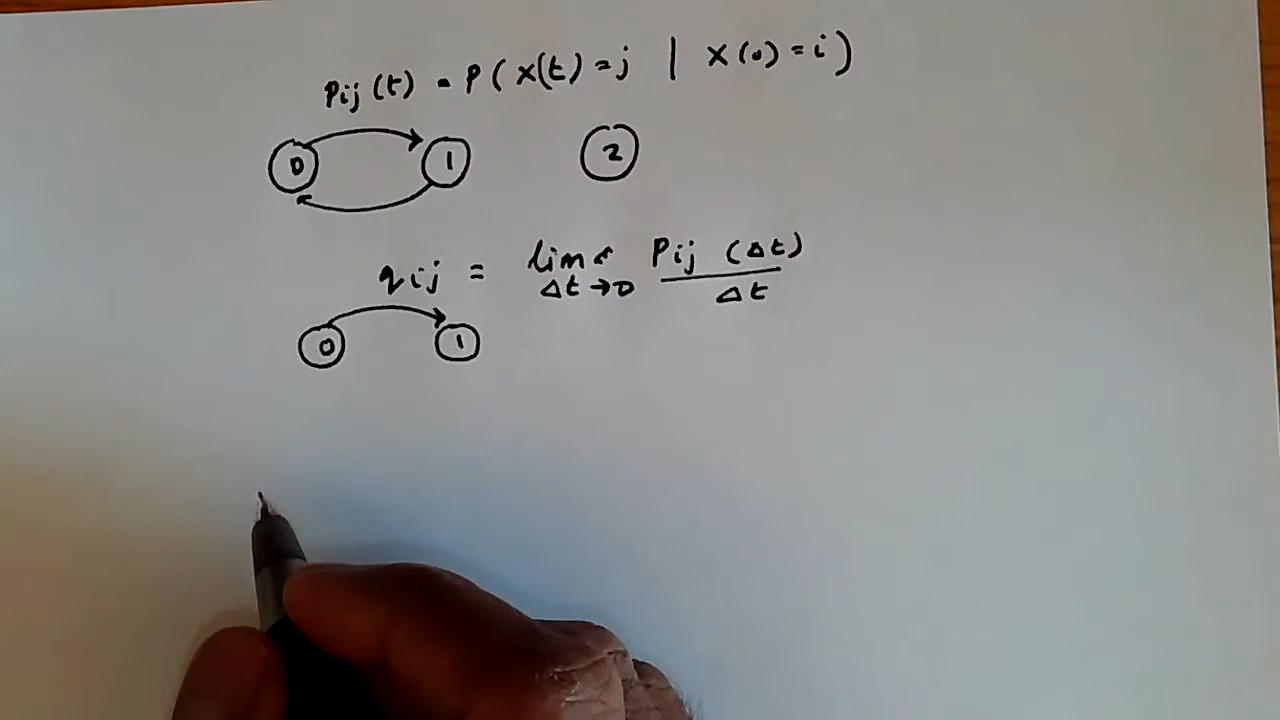 Pij (t) = P ( X(t) = j | X(0) = i )
0 1 2
qij = lim Pij (Δt)
Δt → 0 Δt
0 1